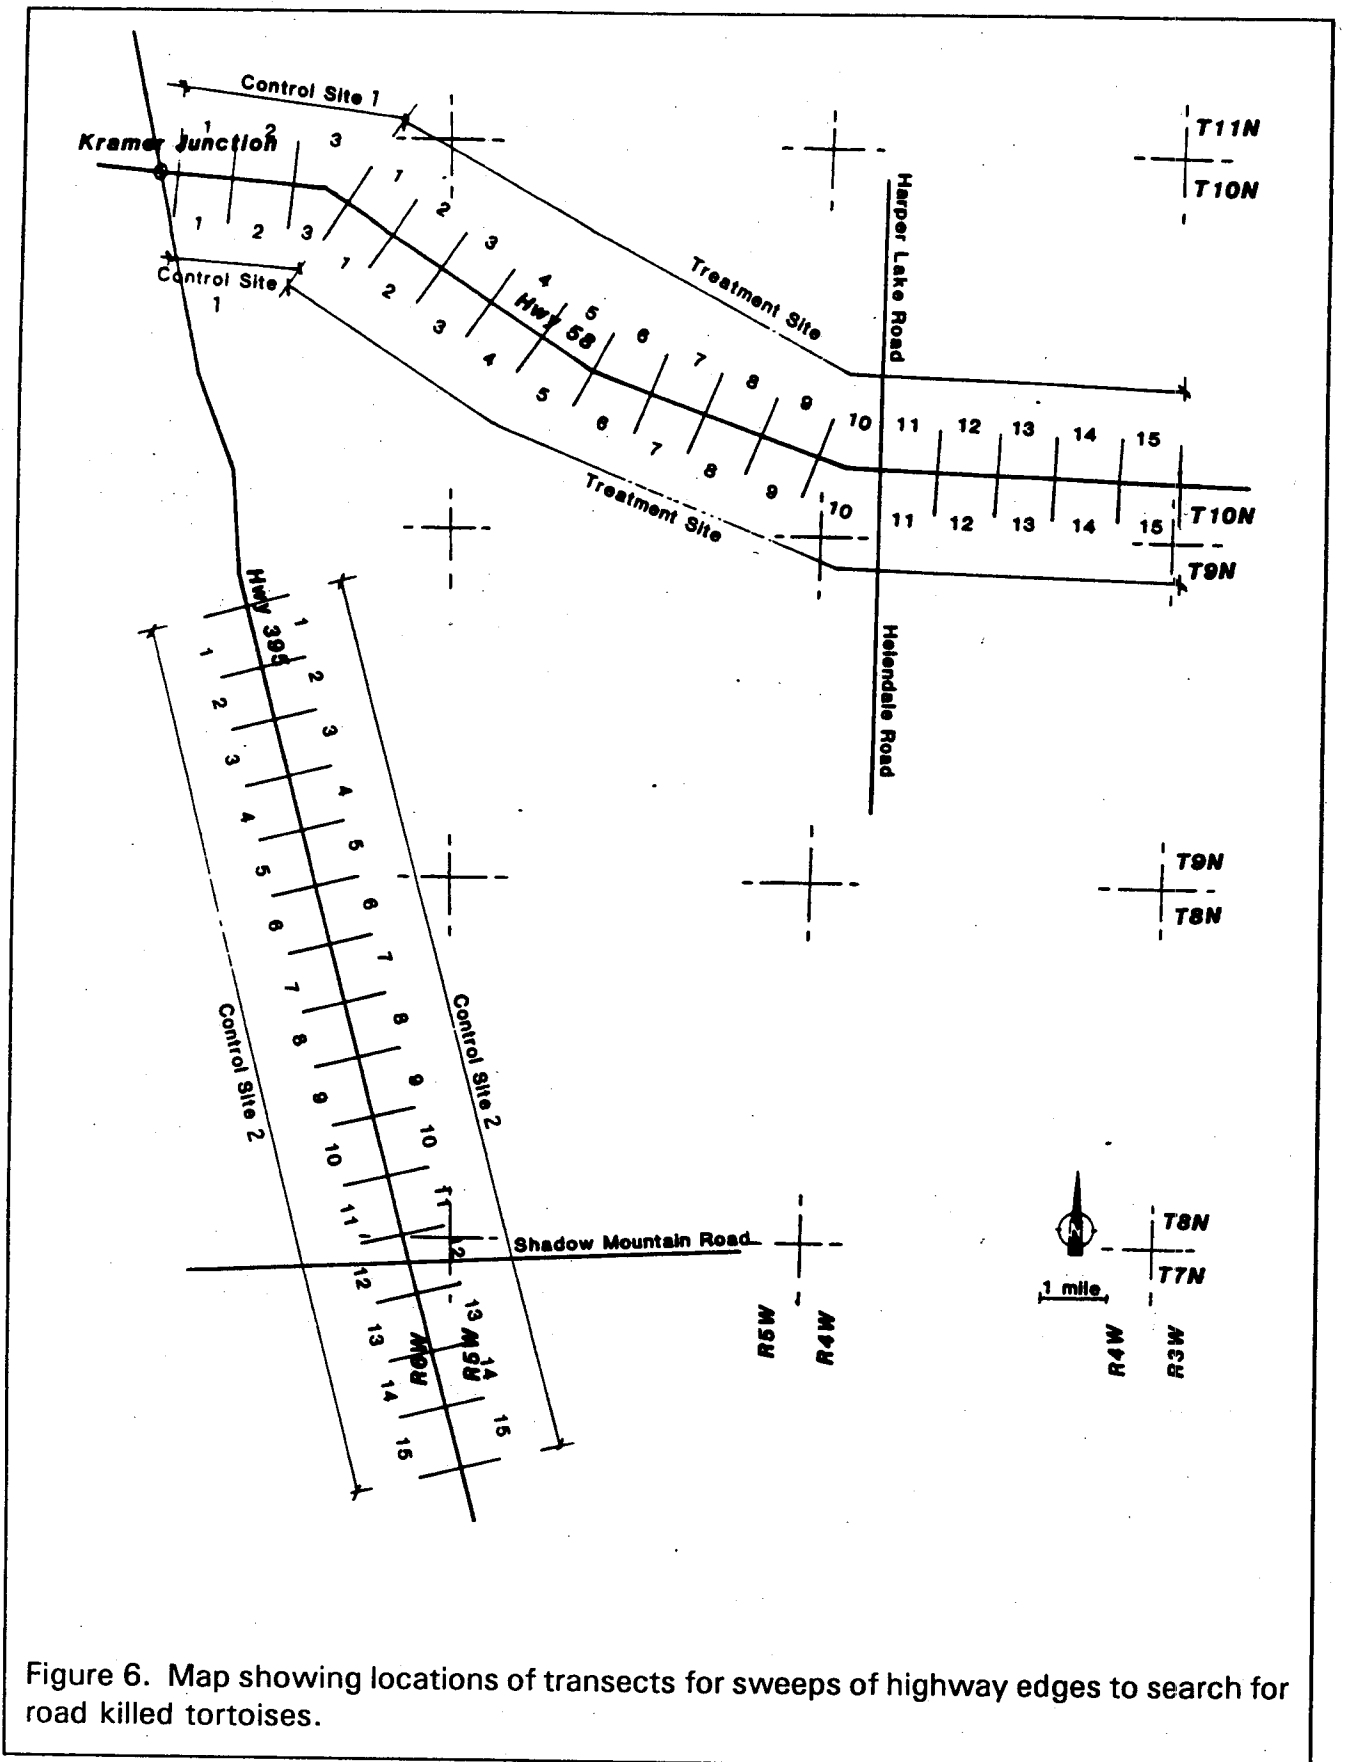 Control Site 1
1 2 3
Kramer Junction
1 2 3
Control Site
1
T11N
T10N
1 2 3 4 5 6 7 8 9 10 11 12 13 14 15
1 2 3 4 5 6 7 8 9 10 11 12 13 14 15
Hwy 58
Treatment Site
Treatment Site
Harper Lake Road
Helendale Road
T10N
T9N
Hwy 395
1 2 3 4 5 6 7 8 9 10 11 12 13 14 15
1 2 3 4 5 6 7 8 9 10 11 12 13 14 15
Control Site 2
Control Site 2
T9N
T8N
Shadow Mountain Road
T8N
T7N
1 mile
N
R6W
R5W
R5W
R4W
R4W
R3W
Figure 6. Map showing locations of transects for sweeps of highway edges to search for
road killed tortoises.